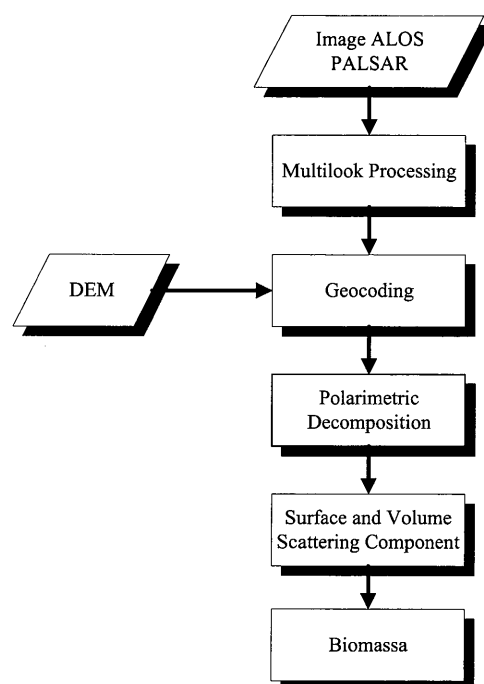 Image ALOS
PALSAR
Multilook Processing
DEM
Geocoding
Polarimetric
Decomposition
Surface and Volume
Scattering Component
Biomassa